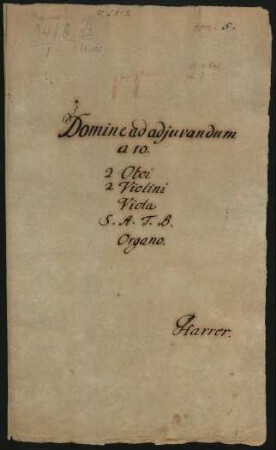 Domine ad adjuvandum
a 10.
2 Oboi
2 Violini
Viola
S. A. T. B.
Organo.
Harrer.